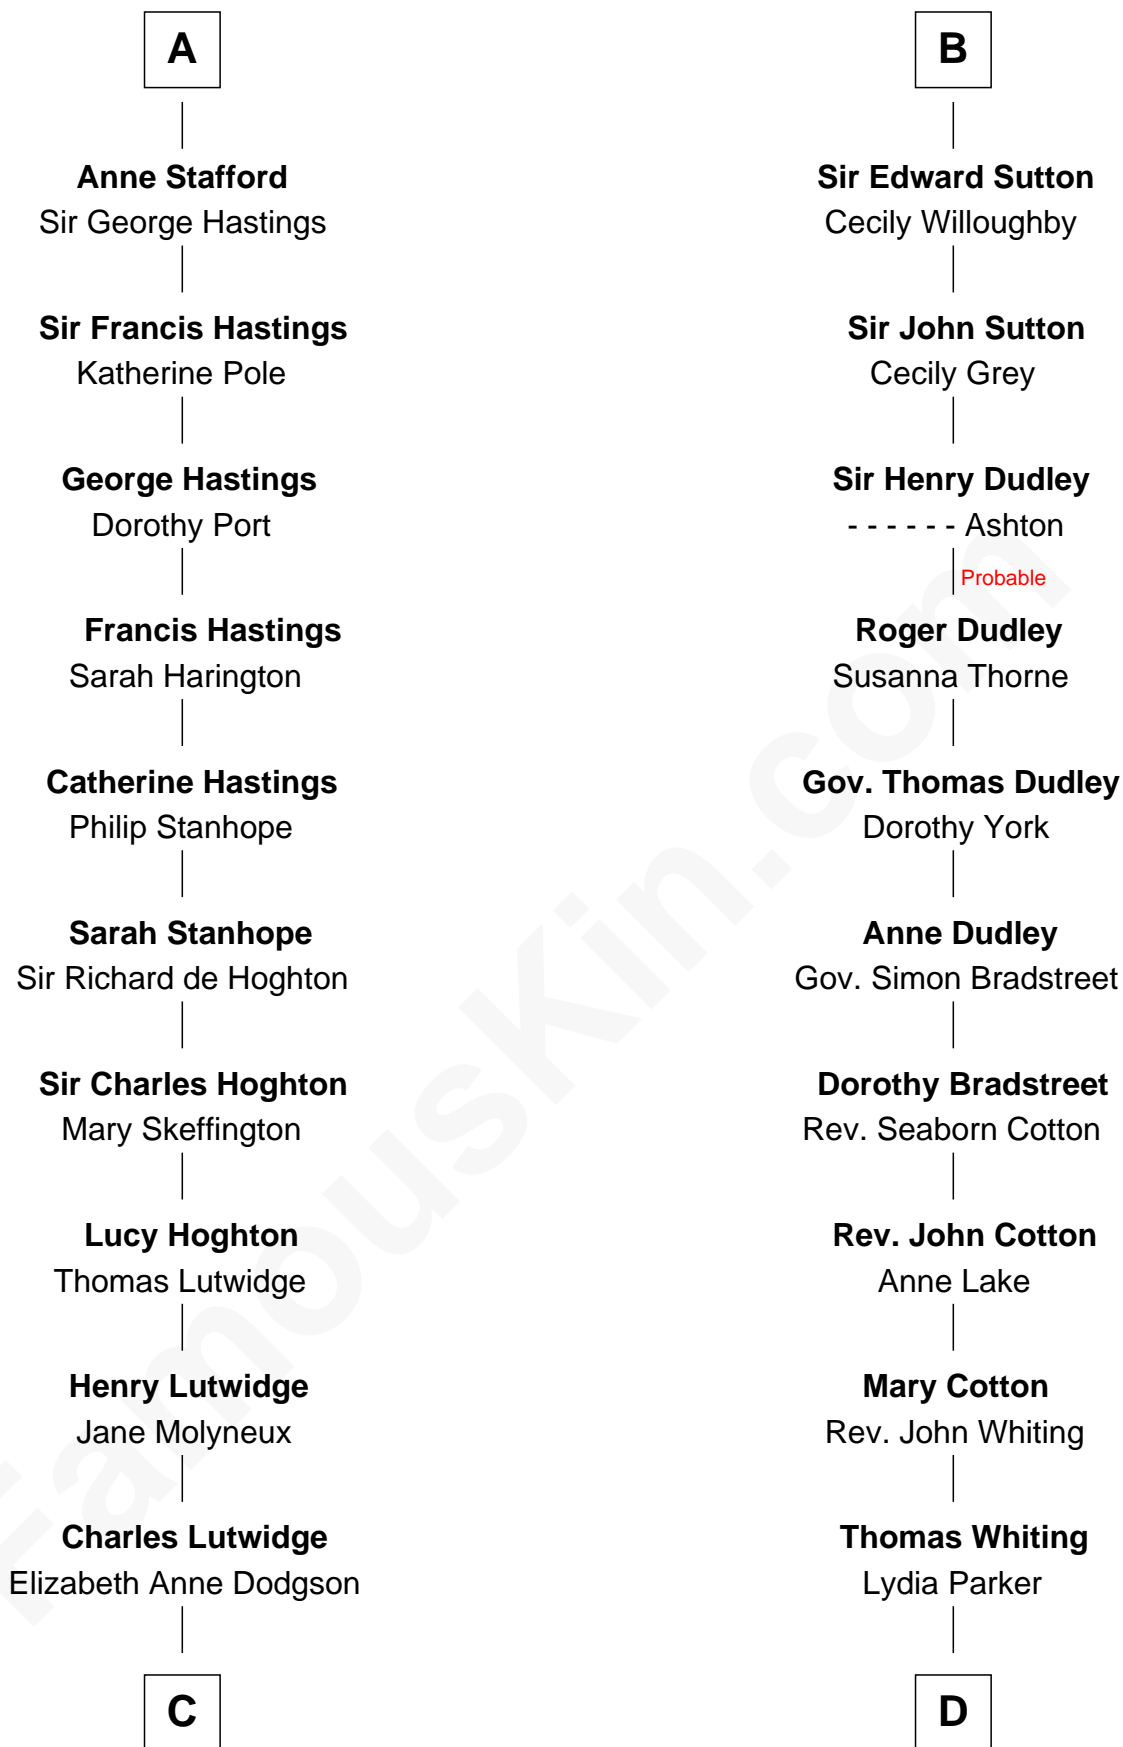 A
Anne Stafford
Sir George Hastings
Sir Francis Hastings
Katherine Pole
George Hastings
Dorothy Port
Francis Hastings
Sarah Harington
Catherine Hastings
Philip Stanhope
Sarah Stanhope
Sir Richard de Hoghton
Sir Charles Hoghton
Mary Skeffington
Lucy Hoghton
Thomas Lutwidge
Henry Lutwidge
Jane Molyneux
Charles Lutwidge
Elizabeth Anne Dodgson
C
B
Sir Edward Sutton
Cecily Willoughby
Sir John Sutton
Cecily Grey
Sir Henry Dudley
- - - - - - Ashton
Probable
Roger Dudley
Susanna Thorne
Gov. Thomas Dudley
Dorothy York
Anne Dudley
Gov. Simon Bradstreet
Dorothy Bradstreet
Rev. Seaborn Cotton
Rev. John Cotton
Anne Lake
Mary Cotton
Rev. John Whiting
Thomas Whiting
Lydia Parker
D
FamousKin.com